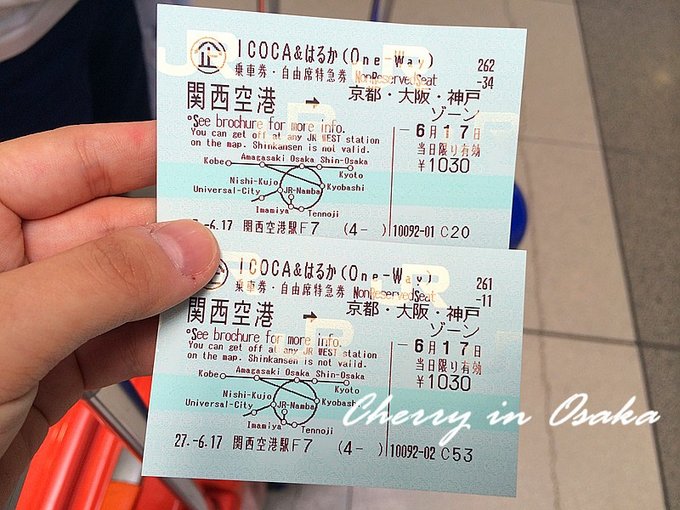 企 ICOCA&はるか(One-Way) 262
乗車券・自由席特急券 NonReservedSeat -34
関西空港 → 京都・大阪・神戸
ゾーン
*See brochure for more info. - 6月17日
You can get off at any JR WEST station 当日限り有効
on the map. Shinkansen is not valid. ¥1030
Amagasaki Osaka Shin-Osaka
Kobe Kyoto
Nishi-Kujo Kyobashi
Universal-City JR-Namba
Imamiya Tennoji
-6.17 関西空港駅F7 (4- ) 10092-01 C20
ICOCA&はるか(One-Way) 261
乗車券・自由席特急券 NonReservedSeat -11
関西空港 → 京都・大阪・神戸
ゾーン
*See brochure for more info. - 6月17日
You can get off at any JR WEST station 当日限り有効
on the map. Shinkansen is not valid. ¥1030
Amagasaki Osaka Shin-Osaka
Kobe Kyoto
Nishi-Kujo Kyobashi
Universal-City JR-Namba
Imamiya Tennoji
27.-6.17 関西空港駅F7 (4- ) 10092-02 C53
Cherry in Osaka